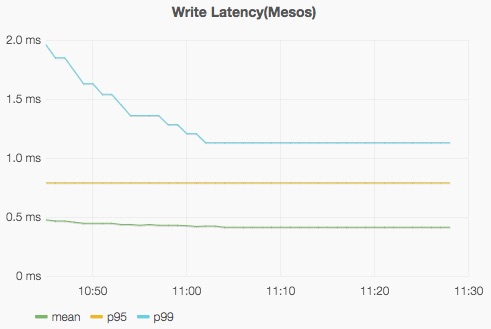 Write Latency(Mesos)
2.0 ms
1.5 ms
1.0 ms
0.5 ms
0 ms
10:50 11:00 11:10 11:20 11:30
mean p95 p99